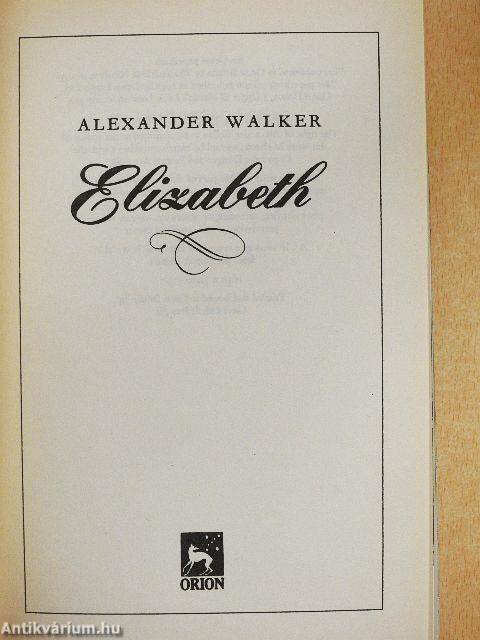 ALEXANDER WALKER
Elizabeth
ORION
Antikvárium.hu